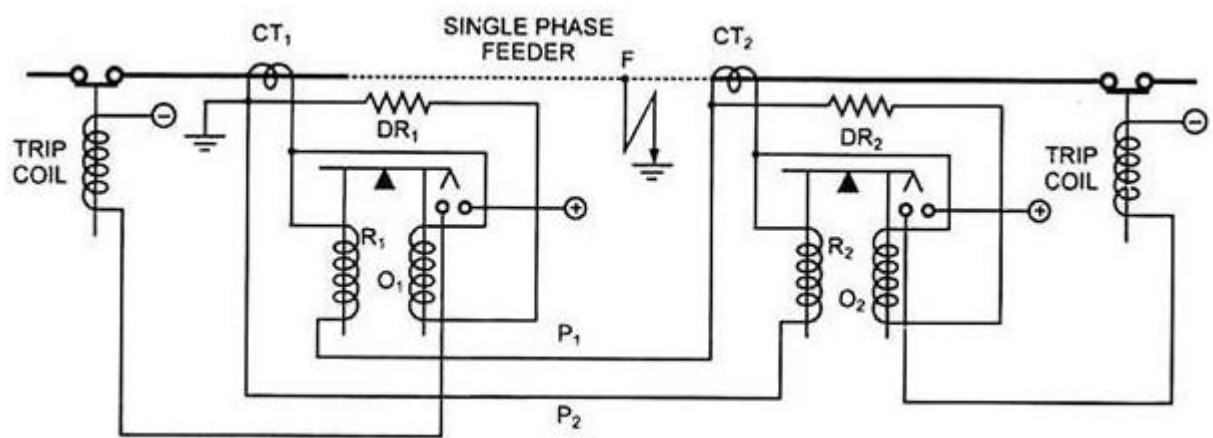 CT₁
SINGLE PHASE
FEEDER
F
CT₂
DR₁
DR₂
TRIP
COIL
TRIP
COIL
R₁
O₁
R₂
O₂
P₁
P₂